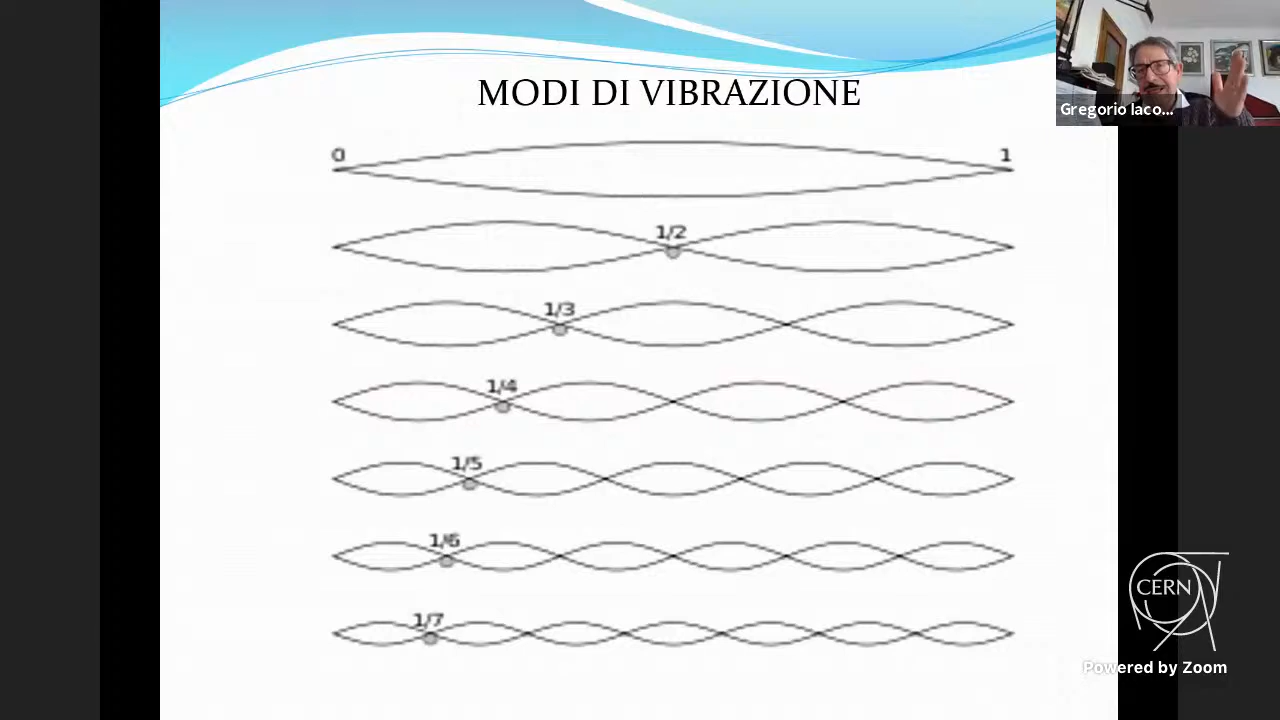 MODI DI VIBRAZIONE
Gregorio Iaco...
0
1
1/2
1/3
1/4
1/5
1/6
1/7
CERN
Powered by Zoom